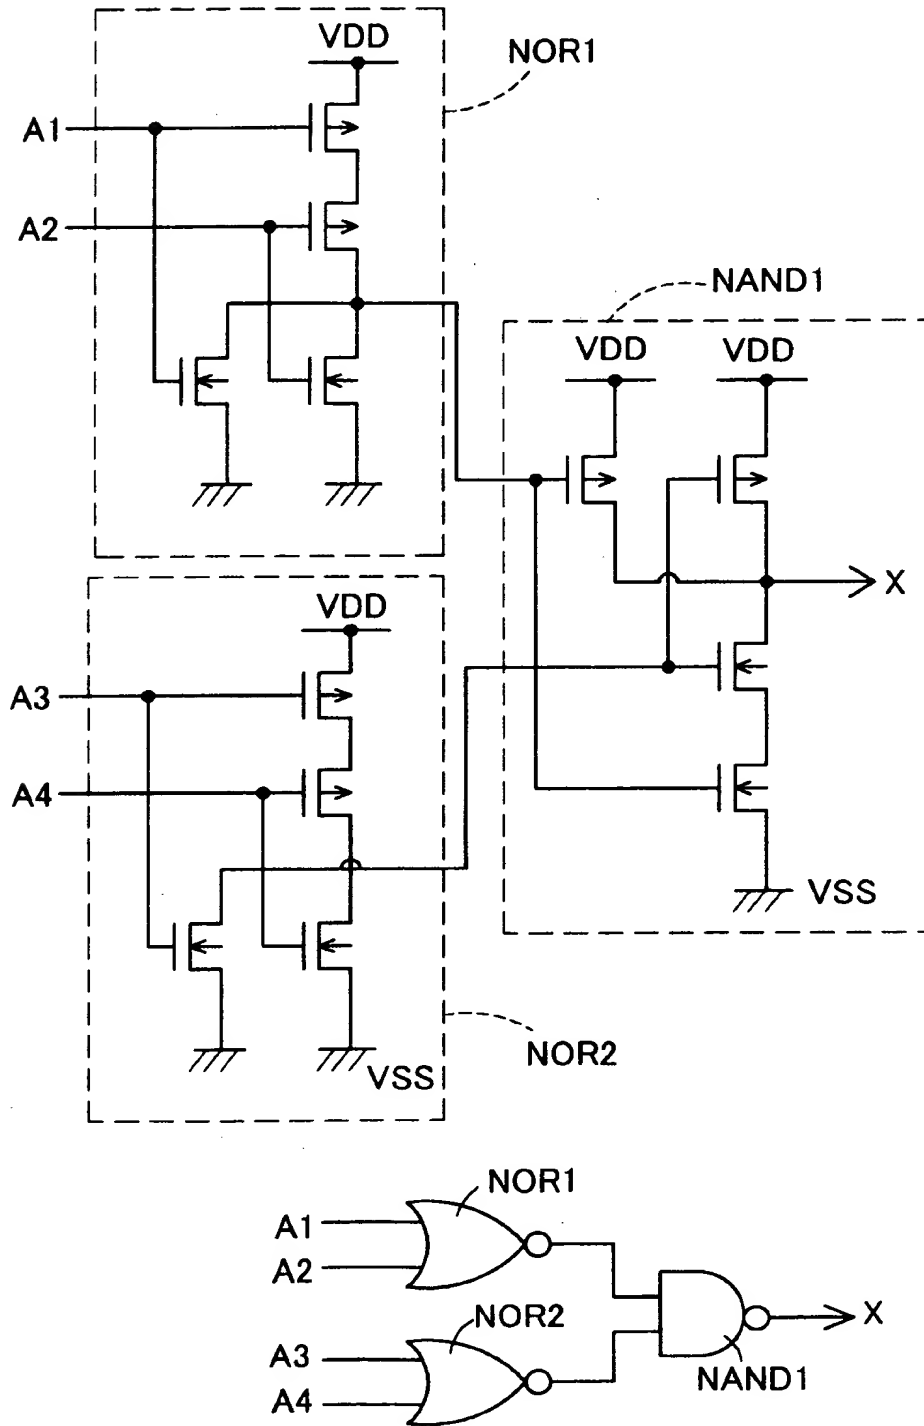 VDD
NOR1
A1
A2
NAND1
VDD
VDD
X
VDD
A3
A4
VSS
NOR2
VSS
NOR1
A1
A2
X
NOR2
A3
NAND1
A4